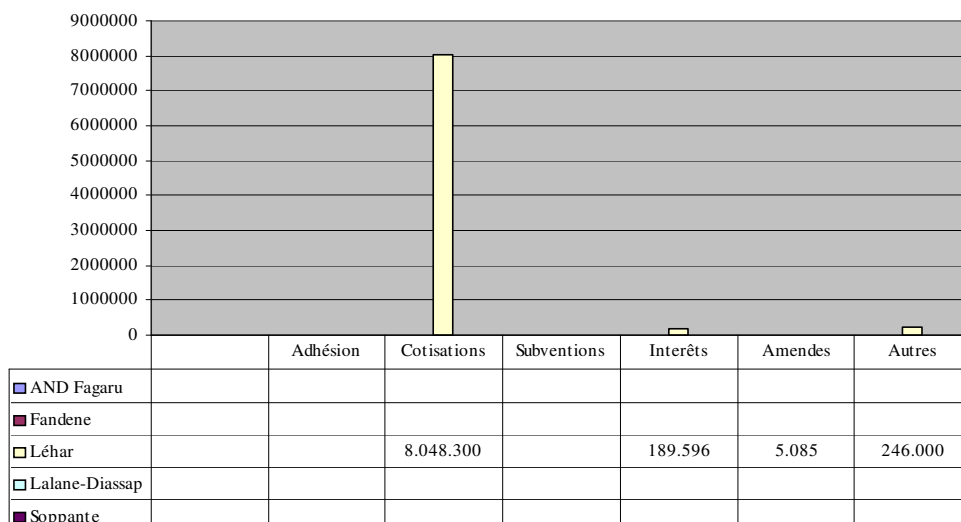 9000000
8000000
7000000
6000000
5000000
4000000
3000000
2000000
1000000
0
Adhésion Cotisations Subventions Interêts Amendes Autres
AND Fagaru
Fandene
Léhar 8.048.300 189.596 5.085 246.000
Lalane-Diassap
Soppante